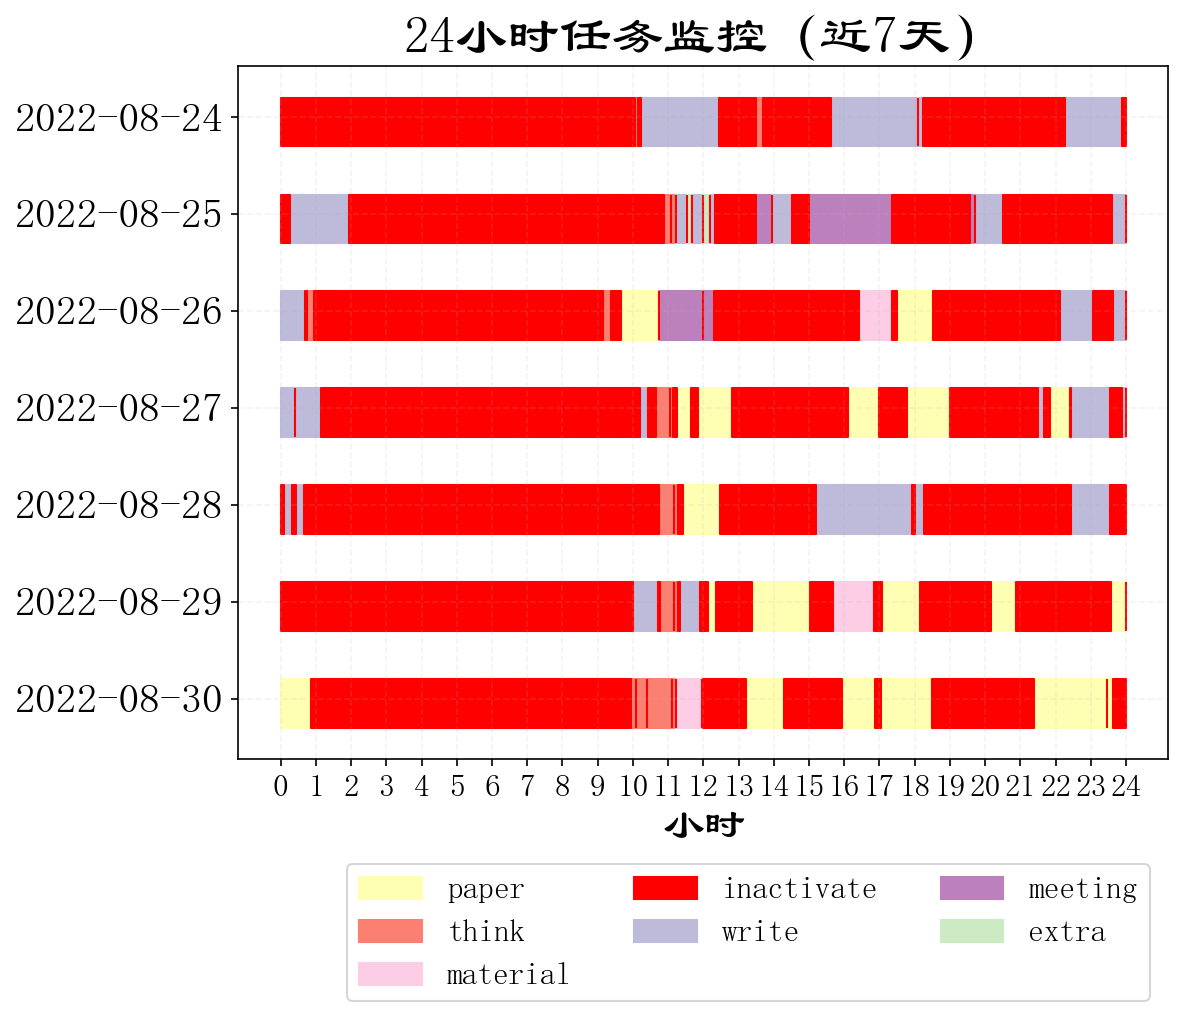 24小时任务监控 (近7天)
2022-08-24
2022-08-25
2022-08-26
2022-08-27
2022-08-28
2022-08-29
2022-08-30
0 1 2 3 4 5 6 7 8 9 10 11 12 13 14 15 16 17 18 19 20 21 22 23 24
小时
paper inactivate meeting
think write extra
material